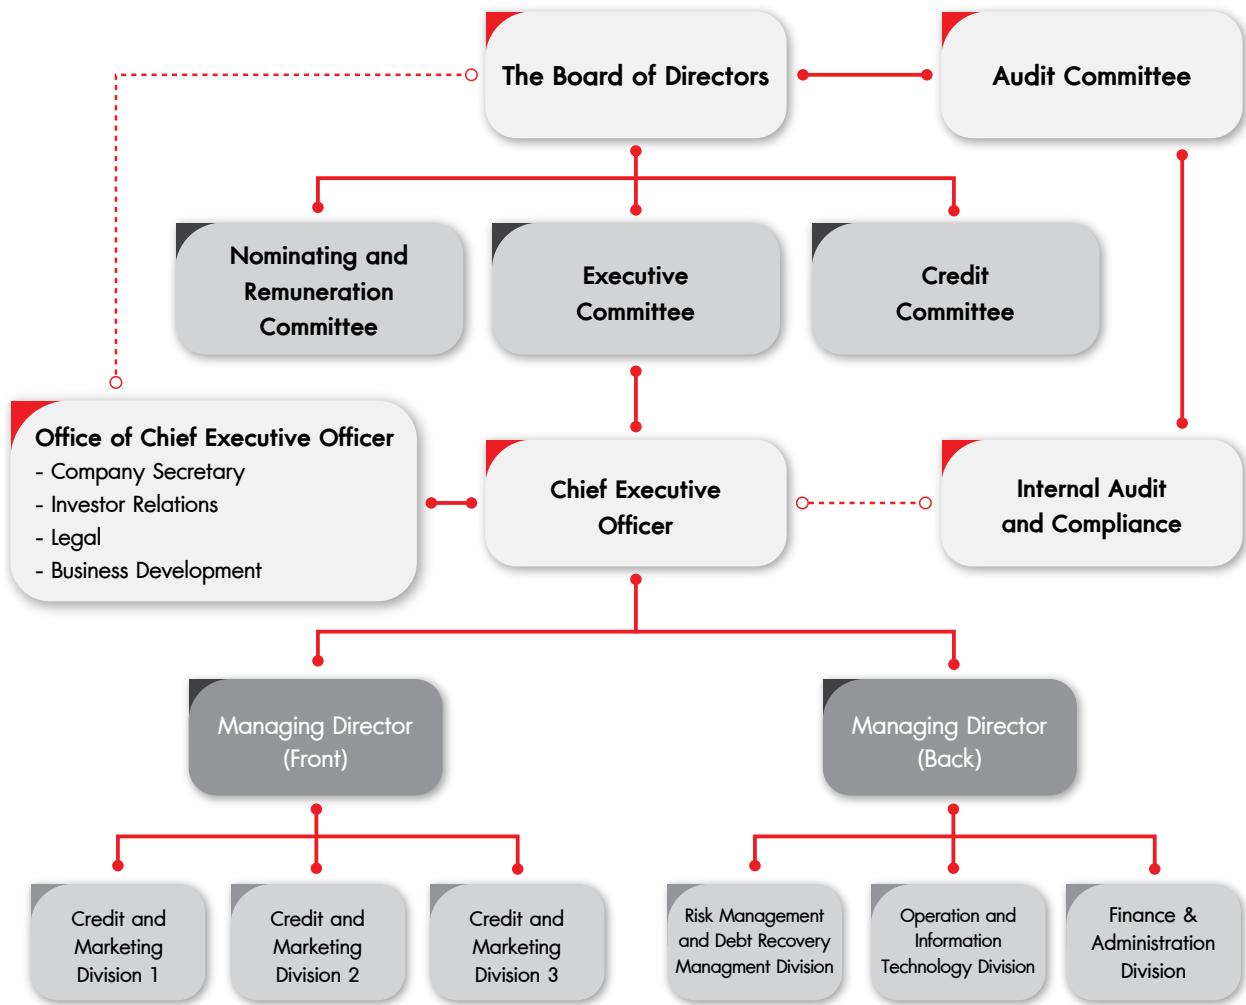 The Board of Directors
Audit Committee
Nominating and
Remuneration
Committee
Executive
Committee
Credit
Committee
Office of Chief Executive Officer
- Company Secretary
- Investor Relations
- Legal
- Business Development
Chief Executive
Officer
Internal Audit
and Compliance
Managing Director
(Front)
Managing Director
(Back)
Credit and
Marketing
Division 1
Credit and
Marketing
Division 2
Credit and
Marketing
Division 3
Risk Management
and Debt Recovery
Managment Division
Operation and
Information
Technology Division
Finance &
Administration
Division